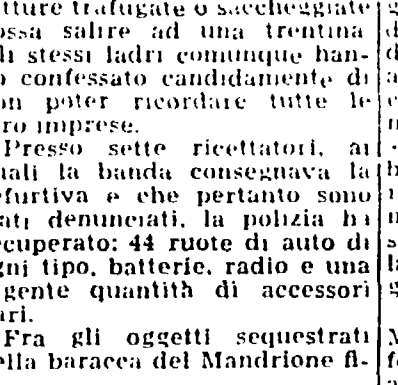 tture trafugate o saccheggiate
ossa salire ad una trentina
li stessi ladri comunque han-
o confessato candidamente di
on poter ricordare tutte le
ro imprese.
Presso sette ricettatori, ai
uali la banda consegnava la
efurtiva e che pertanto sono
ati denunciati, la polizia ha
ecuperato: 44 ruote di auto di
gni tipo, batterie, radio e una
gente quantità di accessori
ari.
Fra gli oggetti sequestrati
ella baracca del Mandrione fi-